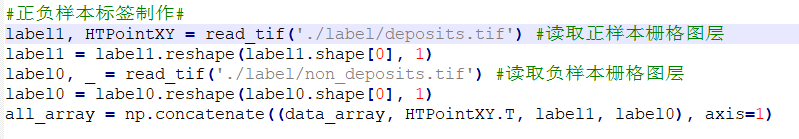 #正负样本标签制作#
label1, HTPointXY = read_tif('./label/deposits.tif') #读取正样本栅格图层
label1 = label1.reshape(label1.shape[0], 1)
label0, _ = read_tif('./label/non_deposits.tif') #读取负样本栅格图层
label0 = label0.reshape(label0.shape[0], 1)
all_array = np.concatenate((data_array, HTPointXY.T, label1, label0), axis=1)